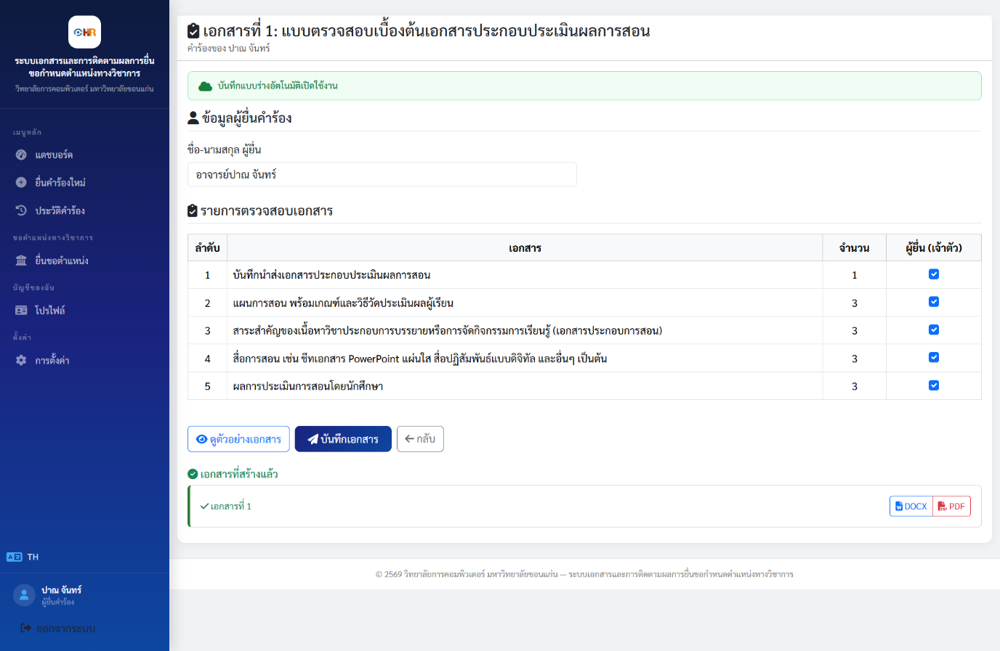 HR
ระบบเอกสารและการติดตามผลการยื่น
ขอกำหนดตำแหน่งทางวิชาการ
วิทยาลัยการคอมพิวเตอร์ มหาวิทยาลัยขอนแก่น
เมนูหลัก
แดชบอร์ด
ยื่นคำร้องใหม่
ประวัติคำร้อง
ขอตำแหน่งทางวิชาการ
ยื่นขอตำแหน่ง
บัญชีของฉัน
โปรไฟล์
ตั้งค่า
การตั้งค่า
TH
ปาณ จันทร์
ผู้ยื่นคำร้อง
ออกจากระบบ
เอกสารที่ 1: แบบตรวจสอบเบื้องต้นเอกสารประกอบประเมินผลการสอน
คำร้องของ ปาณ จันทร์
บันทึกแบบร่างอัตโนมัติเปิดใช้งาน
ข้อมูลผู้ยื่นคำร้อง
ชื่อ-นามสกุล ผู้ยื่น
อาจารย์ปาณ จันทร์
รายการตรวจสอบเอกสาร
ลำดับ เอกสาร จำนวน ผู้ยื่น (เจ้าตัว)
1 บันทึกนำส่งเอกสารประกอบประเมินผลการสอน 1
2 แผนการสอน พร้อมเกณฑ์และวิธีวัดประเมินผลผู้เรียน 3
3 สาระสำคัญของเนื้อหาวิชาประกอบการบรรยายหรือการจัดกิจกรรมการเรียนรู้ (เอกสารประกอบการสอน) 3
4 สื่อการสอน เช่น ชีทเอกสาร PowerPoint แผ่นใส สื่อปฏิสัมพันธ์แบบดิจิทัล และอื่นๆ เป็นต้น 3
5 ผลการประเมินการสอนโดยนักศึกษา 3
ดูตัวอย่างเอกสาร บันทึกเอกสาร กลับ
เอกสารที่สร้างแล้ว
เอกสารที่ 1 DOCX PDF
© 2569 วิทยาลัยการคอมพิวเตอร์ มหาวิทยาลัยขอนแก่น — ระบบเอกสารและการติดตามผลการยื่นขอกำหนดตำแหน่งทางวิชาการ